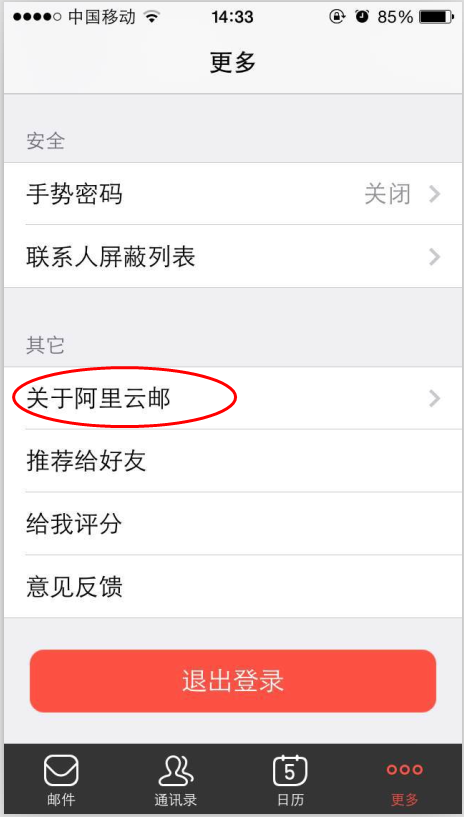 中国移动 14:33 85%
更多
安全
手势密码 关闭
联系人屏蔽列表
其它
关于阿里云邮
推荐给好友
给我评分
意见反馈
退出登录
5
邮件 通讯录 日历 更多